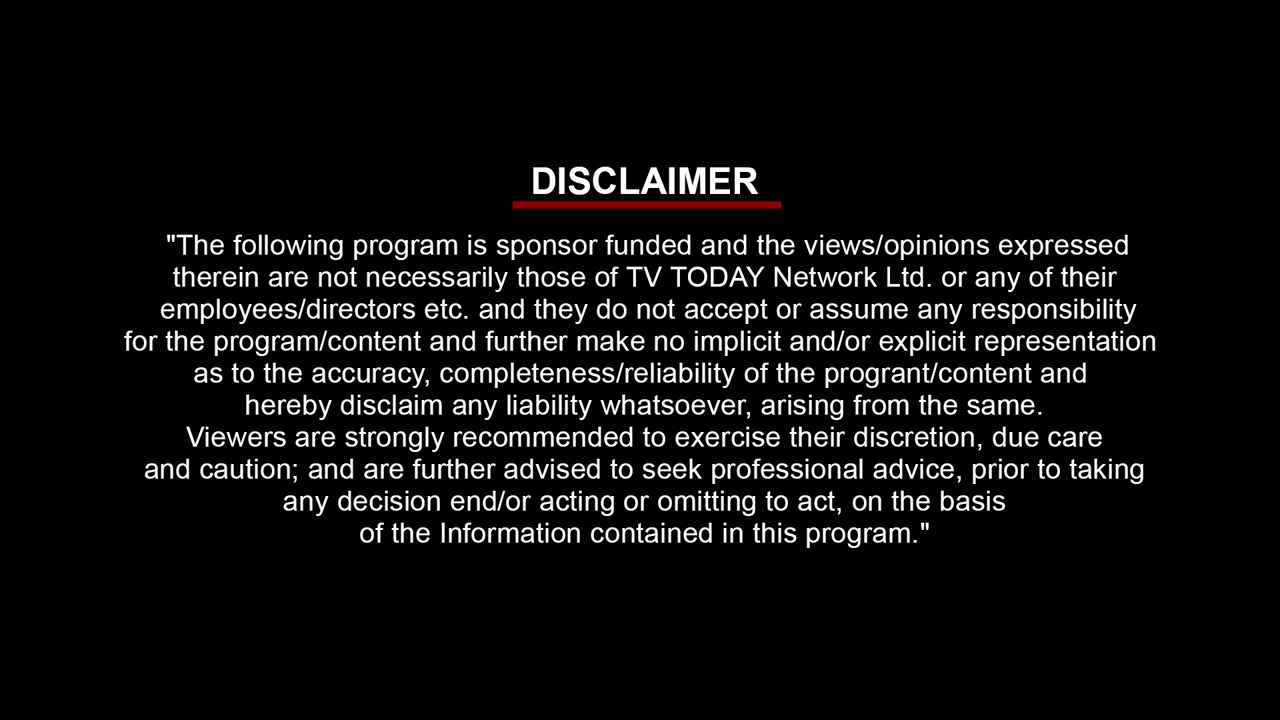 DISCLAIMER
"The following program is sponsor funded and the views/opinions expressed
therein are not necessarily those of TV TODAY Network Ltd. or any of their
employees/directors etc. and they do not accept or assume any responsibility
for the program/content and further make no implicit and/or explicit representation
as to the accuracy, completeness/reliability of the progrant/content and
hereby disclaim any liability whatsoever, arising from the same.
Viewers are strongly recommended to exercise their discretion, due care
and caution; and are further advised to seek professional advice, prior to taking
any decision end/or acting or omitting to act, on the basis
of the Information contained in this program."